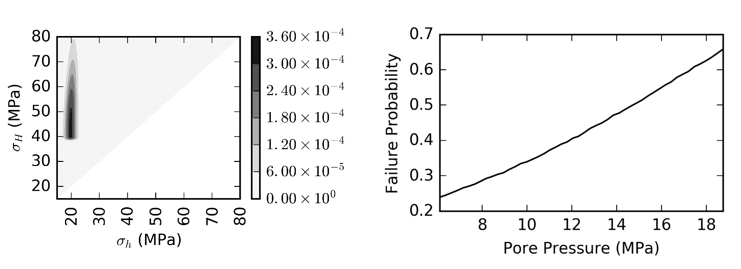 80
70
60
50
40
30
20
σ_H (MPa)
20 30 40 50 60 70 80
σ_h (MPa)
3.60 × 10⁻⁴
3.00 × 10⁻⁴
2.40 × 10⁻⁴
1.80 × 10⁻⁴
1.20 × 10⁻⁴
6.00 × 10⁻⁵
0.00 × 10⁰
0.7
0.6
0.5
0.4
0.3
0.2
Failure Probability
8 10 12 14 16 18
Pore Pressure (MPa)